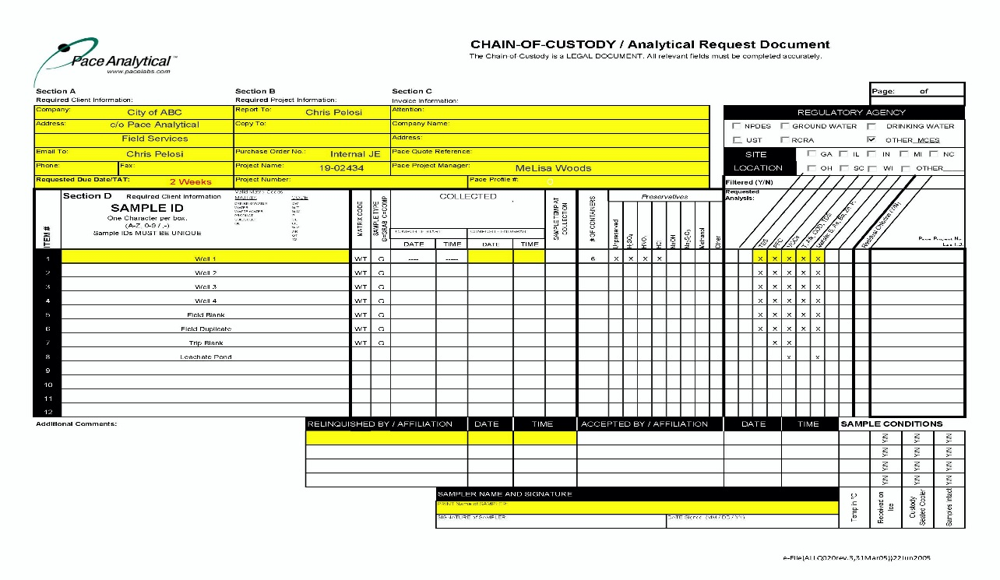 Pace Analytical™
www.pacelabs.com
CHAIN-OF-CUSTODY / Analytical Request Document
The Chain-of-Custody is a LEGAL DOCUMENT. All relevant fields must be completed accurately.
Section A
Required Client Information:
Section B
Required Project Information:
Section C
Invoice Information:
Page: of
Company: City of ABC
Report To: Chris Pelosi
Attention:
Address: c/o Pace Analytical
Copy To:
Company Name:
Field Services
Address:
Email To: Chris Pelosi
Purchase Order No.: Internal JE
Pace Quote Reference:
Phone: Fax:
Project Name: 19-02434
Pace Project Manager: MeLisa Woods
Requested Due Date/TAT: 2 Weeks
Project Number:
Pace Profile #: 0
REGULATORY AGENCY
NPDES GROUND WATER DRINKING WATER
UST RCRA OTHER MCES
SITE GA IL IN MI NC
LOCATION OH SC WI OTHER
Filtered (Y/N)
Requested
Analysis:
Section D Required Client Information
SAMPLE ID
One Character per box.
(A-Z, 0-9 / ,-)
Sample IDs MUST BE UNIQUE
ITEM #
Valid Matrix Codes
MATRIX CODE
DRINKING WATER DW
WATER WT
WASTE WATER WW
PRODUCT P
MATRIX CODE
SAMPLE TYPE
G=GRAB C=COMP
COLLECTED
COMPOSITE START
COMPOSITE END/GRAB
DATE TIME DATE TIME
SAMPLE TEMP AT COLLECTION
# OF CONTAINERS
Preservatives
Unpreserved
H₂SO₄
HNO₃
HCl
NaOH
Na₂S₂O₃
Methanol
Other
TSS
PFC
VOCs
Residual Chlorine (Y/N)
Pace Project No.
Lab I.D.
1 Well 1 WT G ---- ----- 6 X X X X X X X X X
2 Well 2 WT G X X X X X
3 Well 3 WT G X X X X X
4 Well 4 WT G X X X X X
5 Field Blank WT G X X X X X
6 Field Duplicate WT G X X X X X
7 Trip Blank WT G X X
8 Leachate Pond X X
9
10
11
12
Additional Comments:
RELINQUISHED BY / AFFILIATION DATE TIME ACCEPTED BY / AFFILIATION DATE TIME SAMPLE CONDITIONS
Y/N Y/N Y/N
Y/N Y/N Y/N
Y/N Y/N Y/N
Y/N Y/N Y/N
SAMPLER NAME AND SIGNATURE
PRINT Name of SAMPLER:
SIGNATURE of SAMPLER:
DATE Signed (MM / DD / YY)
Temp in °C
Received on Ice
Custody Sealed Cooler
Samples Intact
e-File(ALLQ020rev.3,31Mar05)22Jun2005